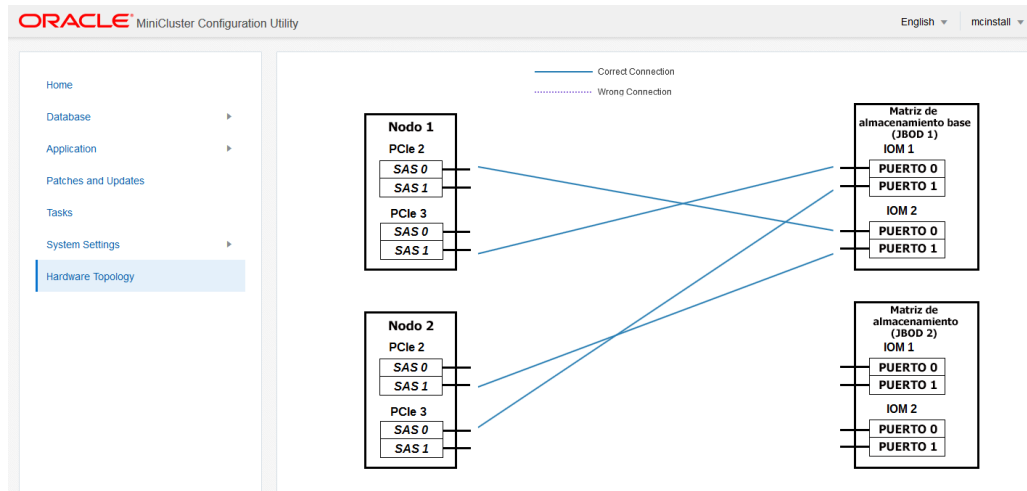 ORACLE® MiniCluster Configuration Utility
English
mcinstall
Home
Database
Application
Patches and Updates
Tasks
System Settings
Hardware Topology
Correct Connection
Wrong Connection
Nodo 1
PCIe 2
SAS 0
SAS 1
PCIe 3
SAS 0
SAS 1
Matriz de
almacenamiento base
(JBOD 1)
IOM 1
PUERTO 0
PUERTO 1
IOM 2
PUERTO 0
PUERTO 1
Nodo 2
PCIe 2
SAS 0
SAS 1
PCIe 3
SAS 0
SAS 1
Matriz de
almacenamiento
(JBOD 2)
IOM 1
PUERTO 0
PUERTO 1
IOM 2
PUERTO 0
PUERTO 1